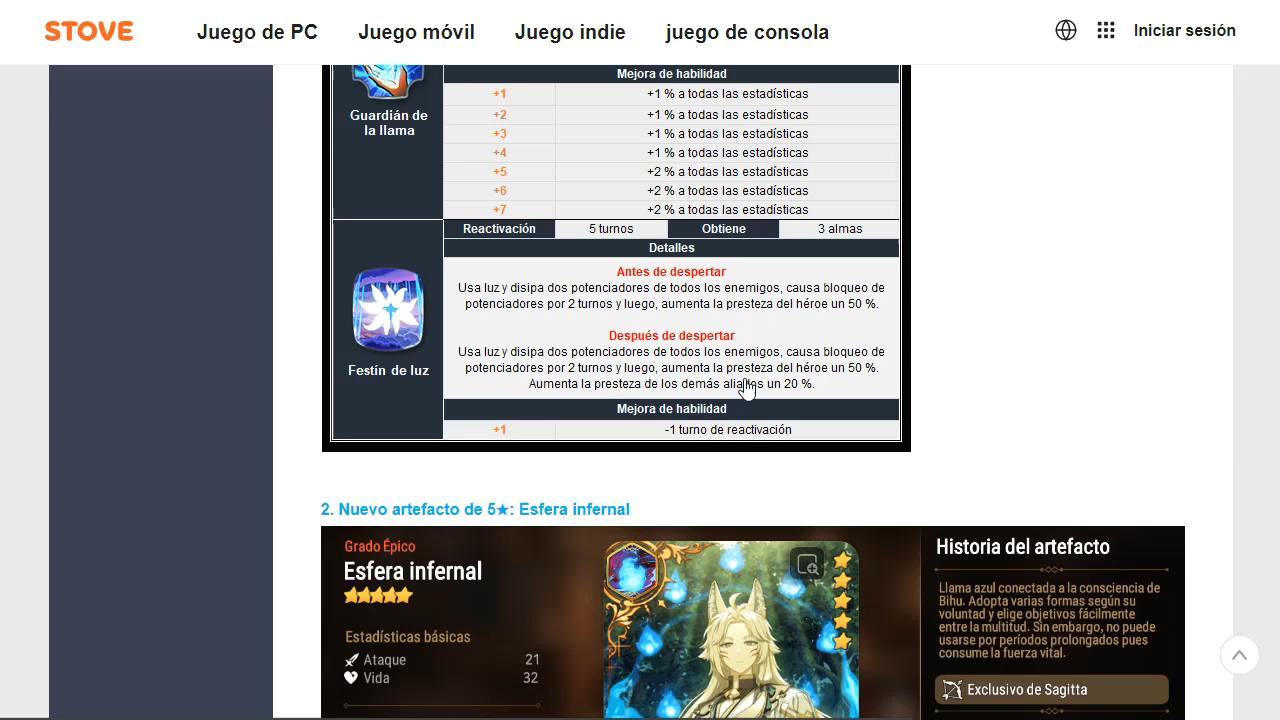 STOVE
Juego de PC
Juego móvil
Juego indie
juego de consola
Iniciar sesión
Guardián de
la llama
Mejora de habilidad
+1 +1 % a todas las estadísticas
+2 +1 % a todas las estadísticas
+3 +1 % a todas las estadísticas
+4 +1 % a todas las estadísticas
+5 +2 % a todas las estadísticas
+6 +2 % a todas las estadísticas
+7 +2 % a todas las estadísticas
Festín de luz
Reactivación 5 turnos Obtiene 3 almas
Detalles
Antes de despertar
Usa luz y disipa dos potenciadores de todos los enemigos, causa bloqueo de
potenciadores por 2 turnos y luego, aumenta la presteza del héroe un 50 %.
Después de despertar
Usa luz y disipa dos potenciadores de todos los enemigos, causa bloqueo de
potenciadores por 2 turnos y luego, aumenta la presteza del héroe un 50 %.
Aumenta la presteza de los demás aliados un 20 %.
Mejora de habilidad
+1 -1 turno de reactivación
2. Nuevo artefacto de 5★: Esfera infernal
Grado Épico
Esfera infernal
Estadísticas básicas
Ataque 21
Vida 32
Historia del artefacto
Llama azul conectada a la consciencia de
Bihu. Adopta varias formas según su
voluntad y elige objetivos fácilmente
entre la multitud. Sin embargo, no puede
usarse por períodos prolongados pues
consume la fuerza vital.
Exclusivo de Sagitta